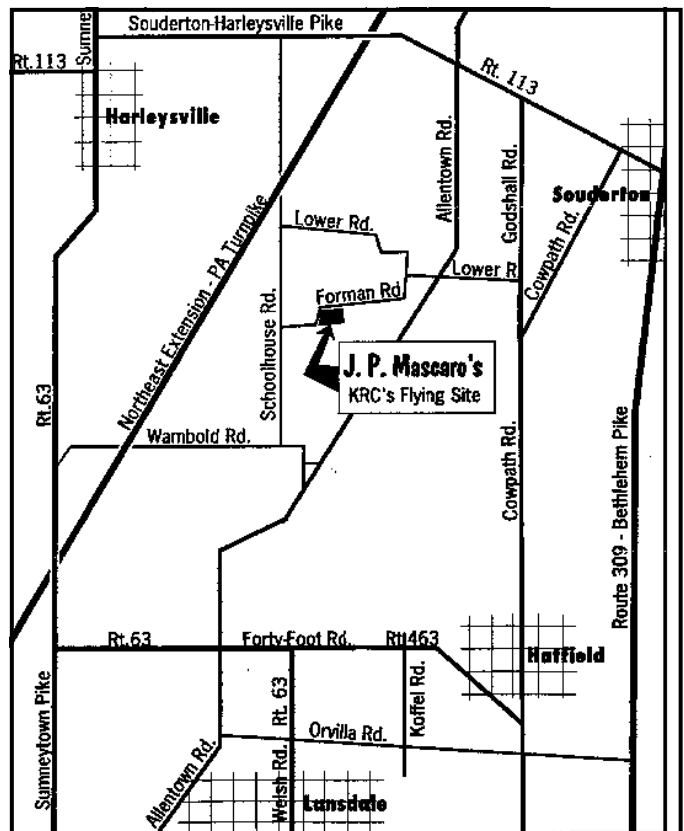 Souderton-Harleysville Pike
Sumne
Rt.113
Rt. 113
Harleysville
Allentown Rd.
Godshall Rd.
Souderton
Cowpath Rd.
Northeast Extension - PA Turnpike
Lower Rd.
Lower R
Forman Rd
Schoolhouse Rd.
J. P. Mascaro's
KRC's Flying Site
Rt.63
Wambold Rd.
Cowpath Rd.
Route 309 - Bethlehem Pike
Rt.63
Forty-Foot Rd.
Rt.463
Hatfield
Sumneytown Pike
Rt. 63
Koffel Rd.
Orvilla Rd.
Allentown Rd.
Welsh Rd.
Lansdale